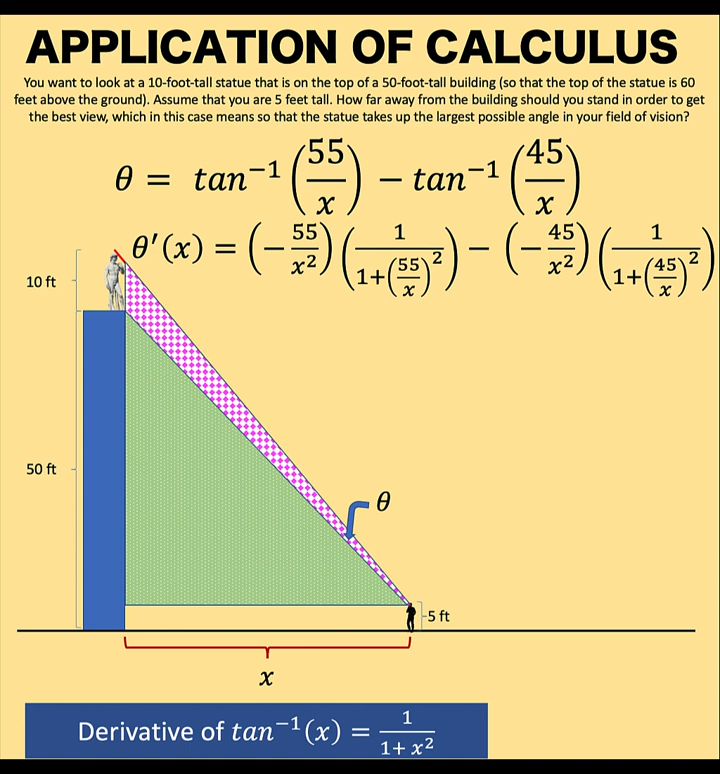 APPLICATION OF CALCULUS
You want to look at a 10-foot-tall statue that is on the top of a 50-foot-tall building (so that the top of the statue is 60
feet above the ground). Assume that you are 5 feet tall. How far away from the building should you stand in order to get
the best view, which in this case means so that the statue takes up the largest possible angle in your field of vision?
θ = tan⁻¹(55/x) − tan⁻¹(45/x)
θ′(x) = (−55/x²)(1/(1+(55/x)²)) − (−45/x²)(1/(1+(45/x)²))
10 ft
50 ft
θ
5 ft
x
Derivative of tan⁻¹(x) = 1/(1+ x²)